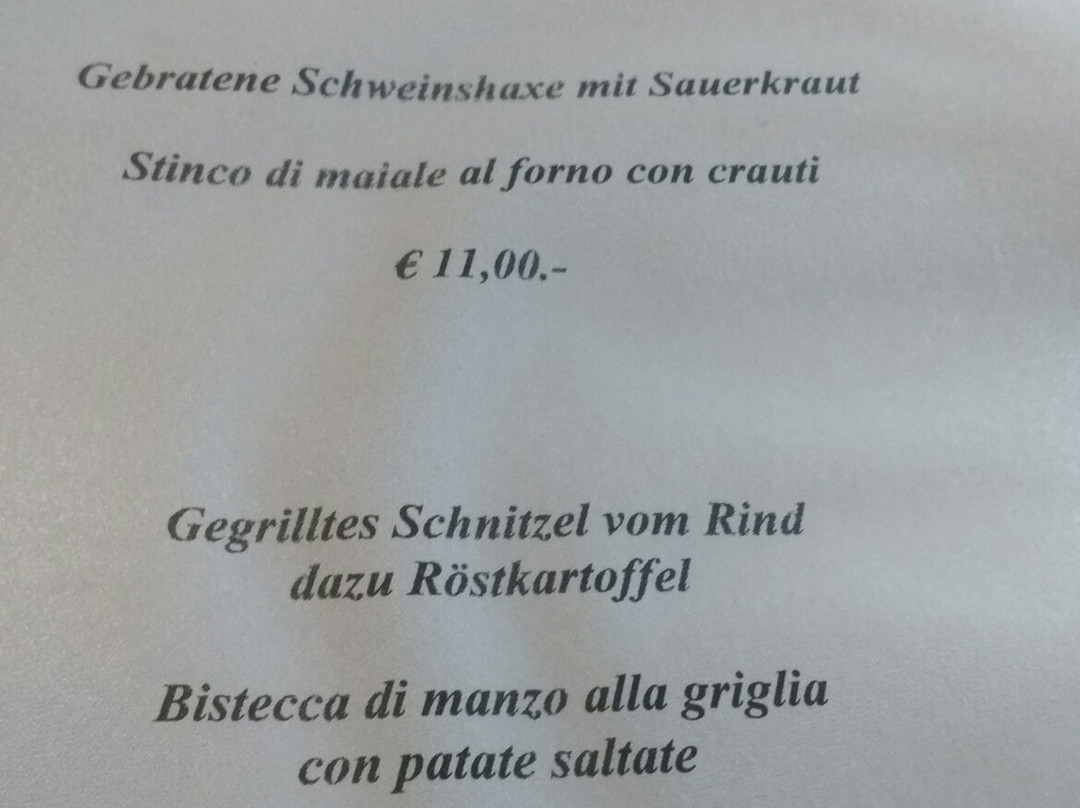 Gebratene Schweinshaxe mit Sauerkraut
Stinco di maiale al forno con crauti
€ 11,00.-
Gegrilltes Schnitzel vom Rind
dazu Röstkartoffel
Bistecca di manzo alla griglia
con patate saltate